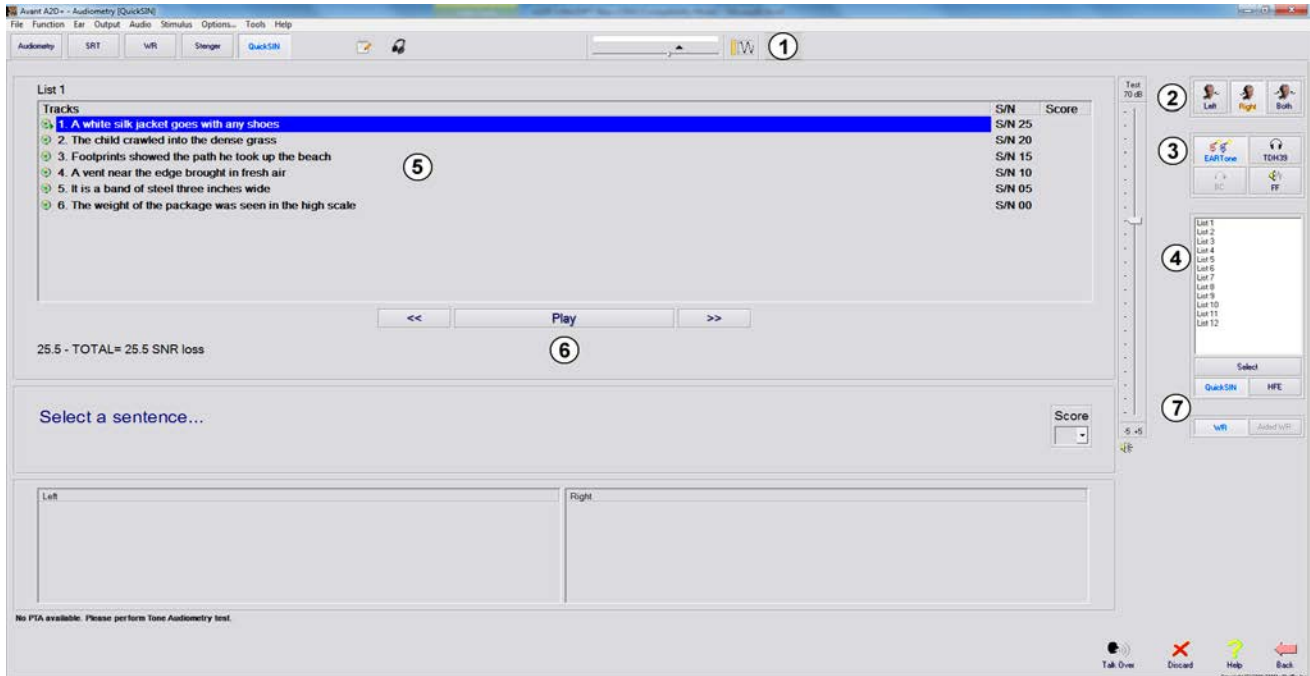 Avant A2D+ - Audiometry [QuickSIN]
File Function Ear Output Audio Stimulus Options... Tools Help
Audiometry SRT WR Stenger QuickSIN
1
List 1
Tracks S/N Score
1. A white silk jacket goes with any shoes S/N 25
2. The child crawled into the dense grass S/N 20
3. Footprints showed the path he took up the beach S/N 15
4. A vent near the edge brought in fresh air S/N 10
5. It is a band of steel three inches wide S/N 05
6. The weight of the package was seen in the high scale S/N 00
5
<< Play >>
6
25.5 - TOTAL= 25.5 SNR loss
Select a sentence...
Score
Left Right
No PTA available. Please perform Tone Audiometry test.
Test
70 dB
-5 +5
2
Left Right Both
3
EARTone TDH39
BC FF
4
List 1
List 2
List 3
List 4
List 5
List 6
List 7
List 8
List 9
List 10
List 11
List 12
Select
QuickSIN HFE
7
WR Aided WR
Talk Over Discard Help Back